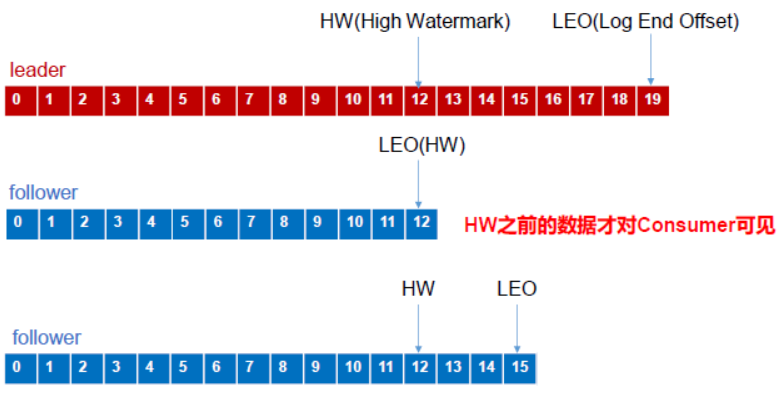 HW(High Watermark) LEO(Log End Offset)
leader
0 1 2 3 4 5 6 7 8 9 10 11 12 13 14 15 16 17 18 19
LEO(HW)
follower
0 1 2 3 4 5 6 7 8 9 10 11 12
HW之前的数据才对Consumer可见
HW LEO
follower
0 1 2 3 4 5 6 7 8 9 10 11 12 13 14 15